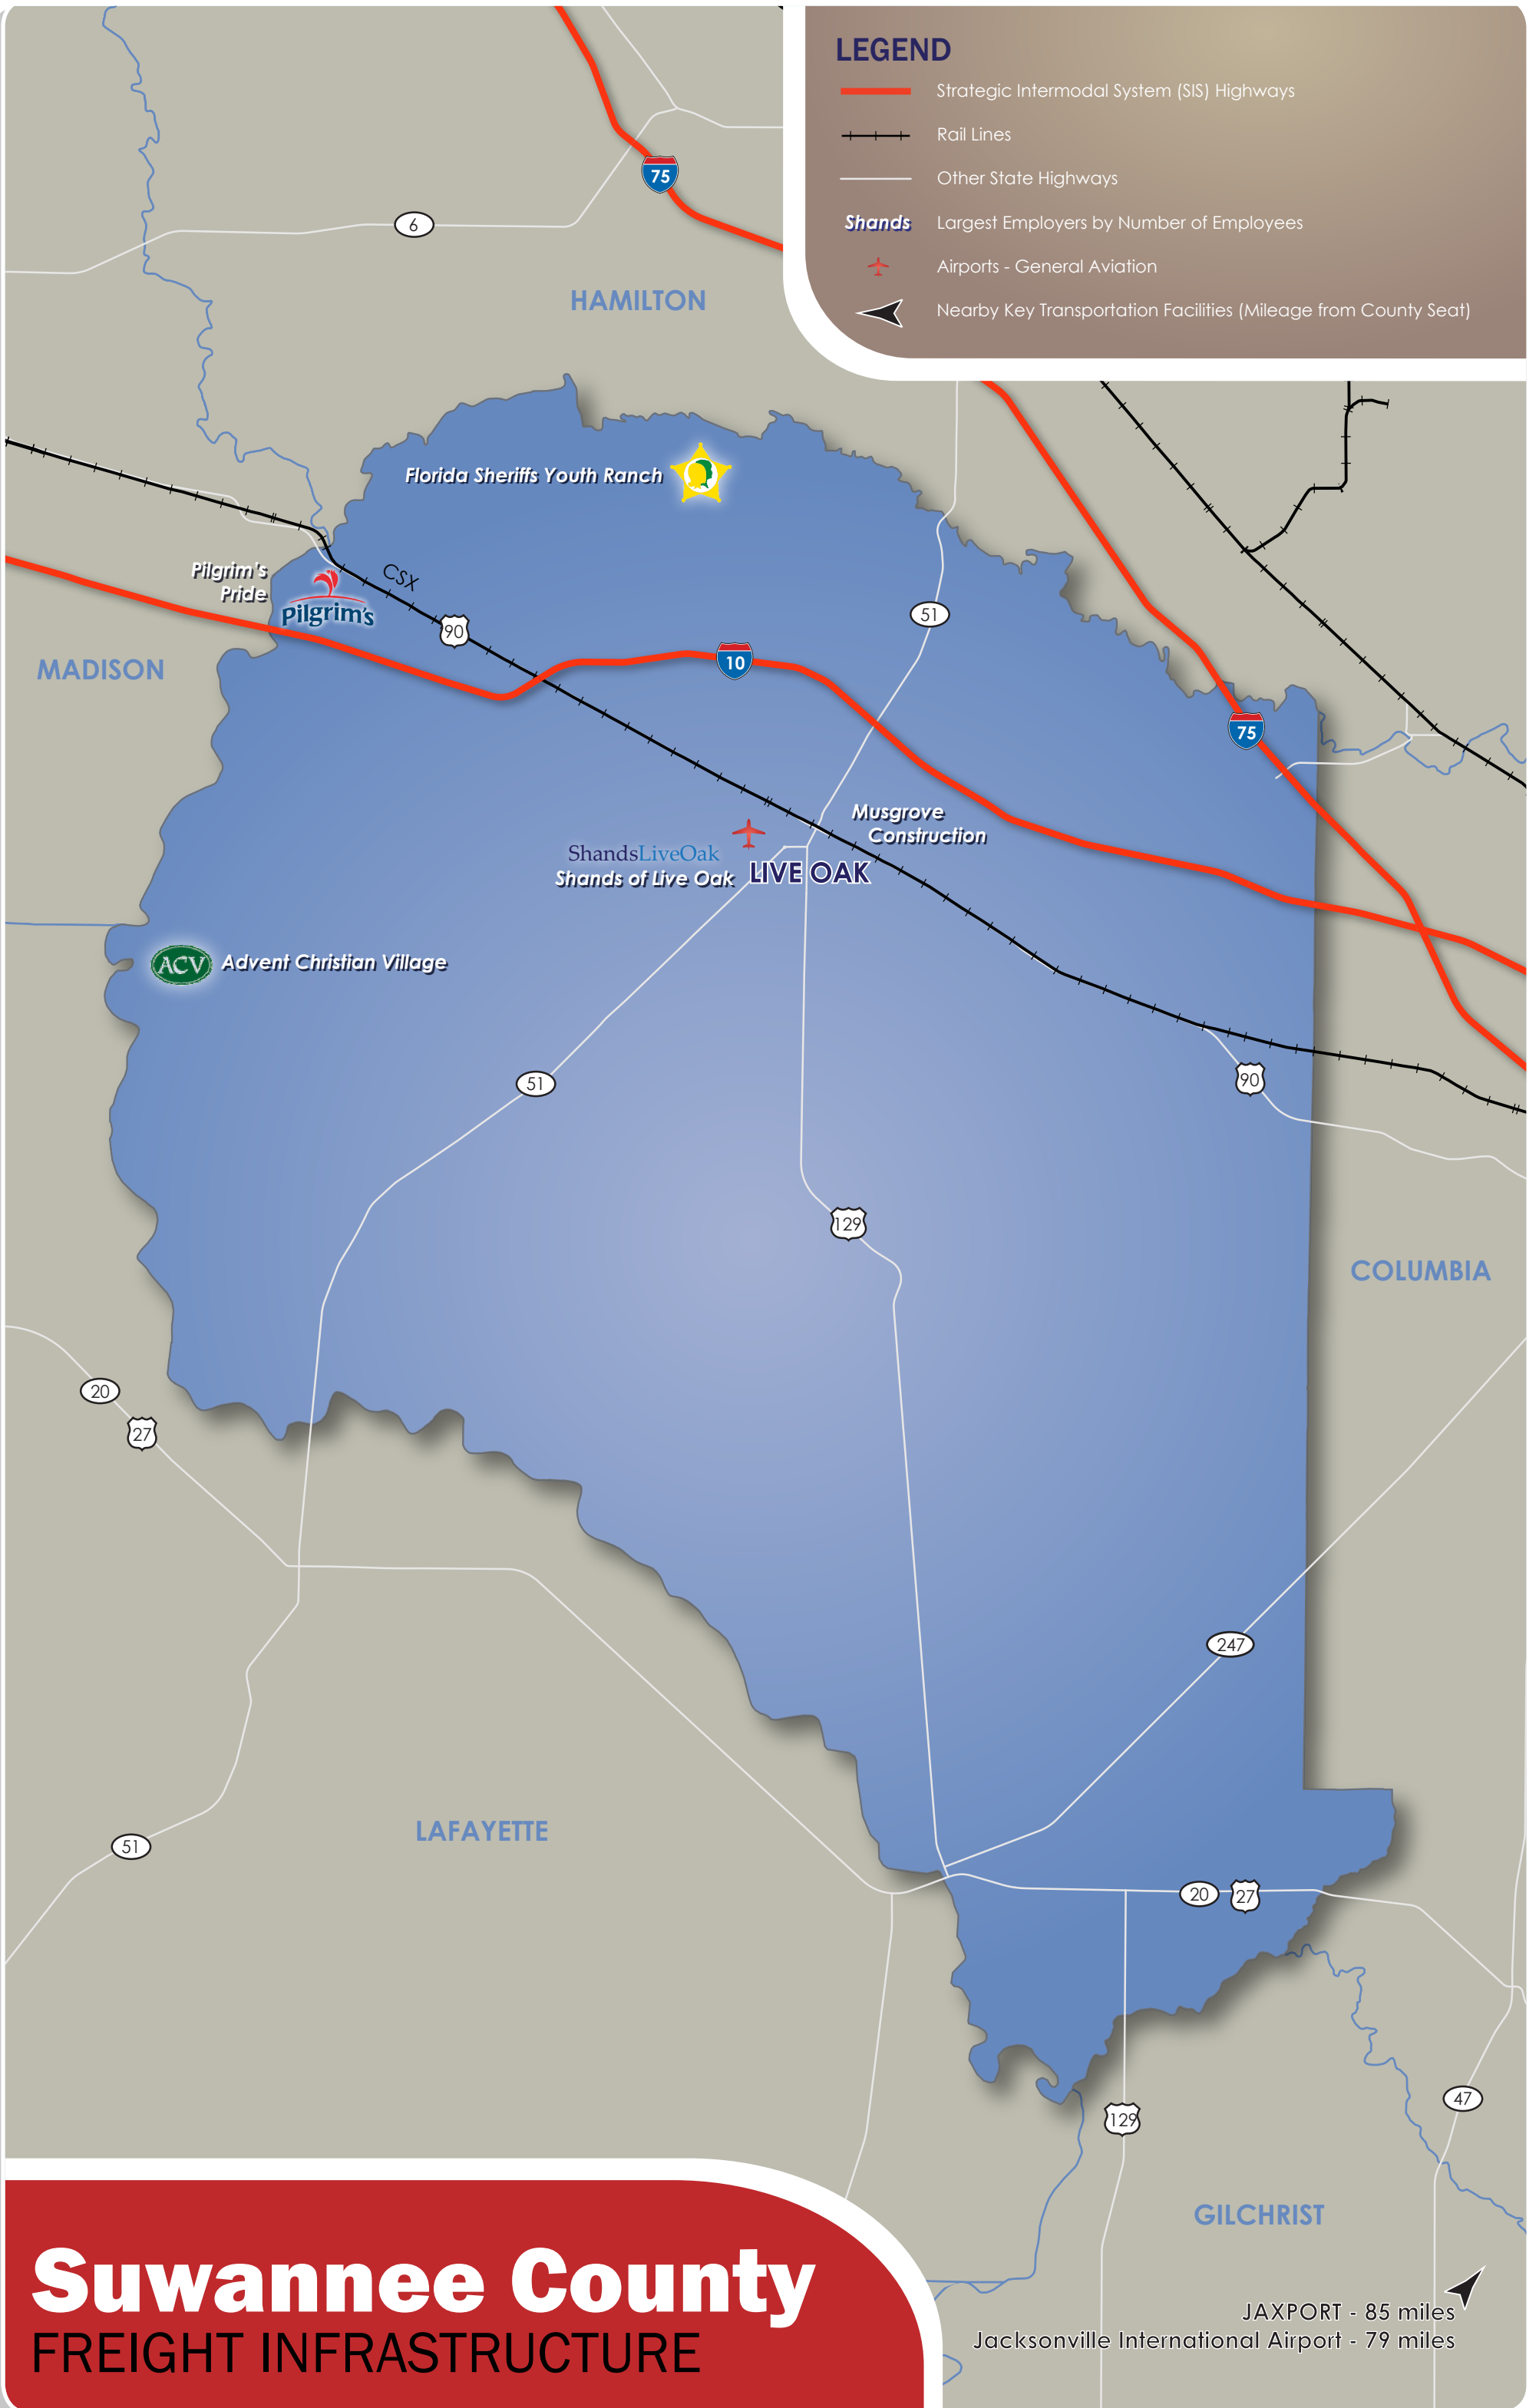 LEGEND
Strategic Intermodal System (SIS) Highways
Rail Lines
Other State Highways
Shands Largest Employers by Number of Employees
Airports - General Aviation
Nearby Key Transportation Facilities (Mileage from County Seat)
75
6
HAMILTON
Florida Sheriffs Youth Ranch
Pilgrim's
Pride
Pilgrim's
CSX
90
51
10
MADISON
75
Musgrove
Construction
ShandsLiveOak
Shands of Live Oak
LIVE OAK
ACV
Advent Christian Village
51
90
129
COLUMBIA
20
27
247
LAFAYETTE
51
20
27
47
129
GILCHRIST
JAXPORT - 85 miles
Jacksonville International Airport - 79 miles
Suwannee County
FREIGHT INFRASTRUCTURE